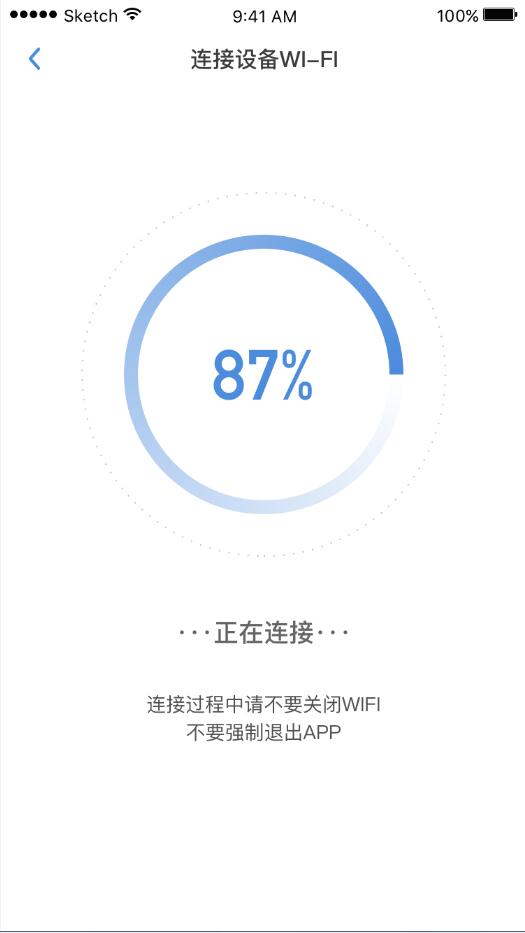 Sketch 9:41 AM 100%
连接设备WI-FI
87%
···正在连接···
连接过程中请不要关闭WIFI
不要强制退出APP